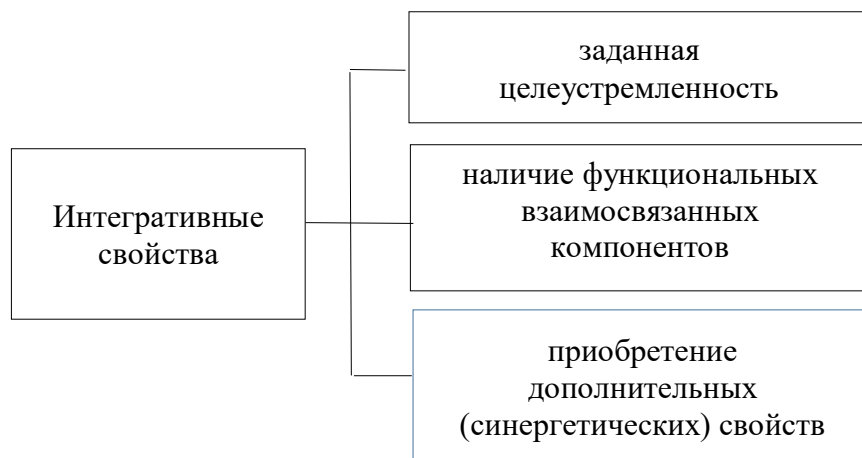 Интегративные
свойства
заданная
целеустремленность
наличие функциональных
взаимосвязанных
компонентов
приобретение
дополнительных
(синергетических) свойств